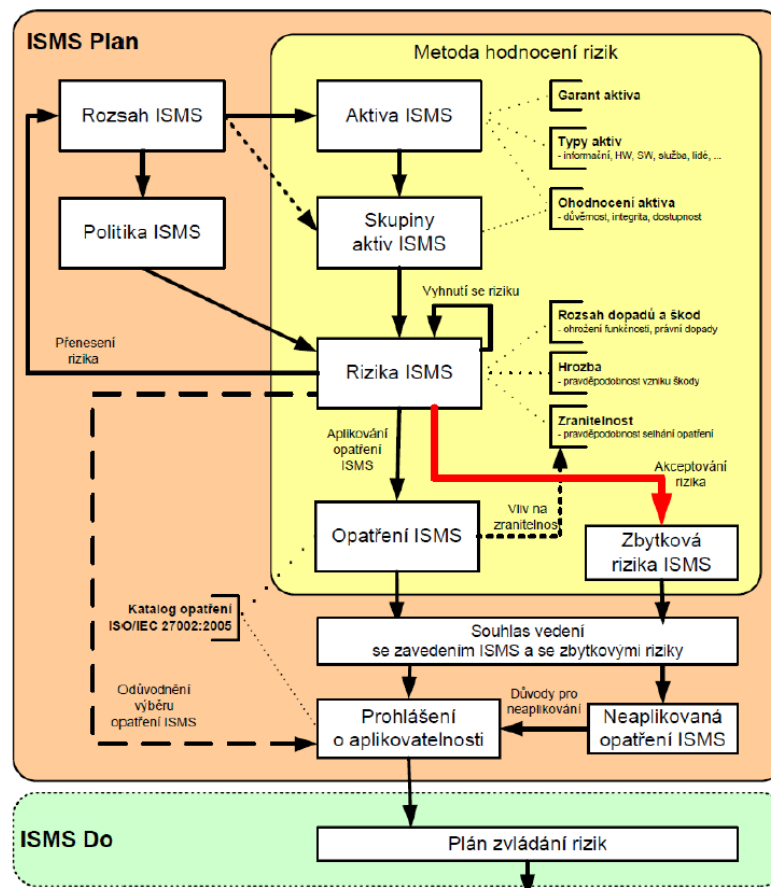 ISMS Plan
Metoda hodnocení rizik
Rozsah ISMS
Aktiva ISMS
Garant aktiva
Typy aktiv
- informační, HW, SW, služba, lidé, ...
Ohodnocení aktiva
- důvěrnost, integrita, dostupnost
Politika ISMS
Skupiny
aktiv ISMS
Vyhnutí se riziku
Rozsah dopadů a škod
- ohrožení funkčnosti, právní dopady
Přenesení
rizika
Rizika ISMS
Hrozba
- pravděpodobnost vzniku škody
Zranitelnost
- pravděpodobnost selhání opatření
Aplikování
opatření
ISMS
Akceptování
rizika
Vliv na
zranitelnost
Opatření ISMS
Zbytková
rizika ISMS
Katalog opatření
ISO/IEC 27002:2005
Souhlas vedení
se zavedením ISMS a se zbytkovými riziky
Odůvodnění
výběru
opatření ISMS
Prohlášení
o aplikovatelnosti
Důvody pro
neaplikování
Neaplikovaná
opatření ISMS
ISMS Do
Plán zvládání rizik